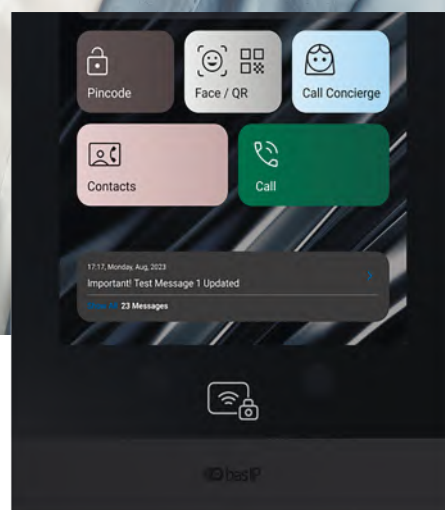 Pincode
Face / QR
Call Concierge
Contacts
Call
17:17, Monday, Aug, 2023
Important! Test Message 1 Updated
23 Messages
basIP